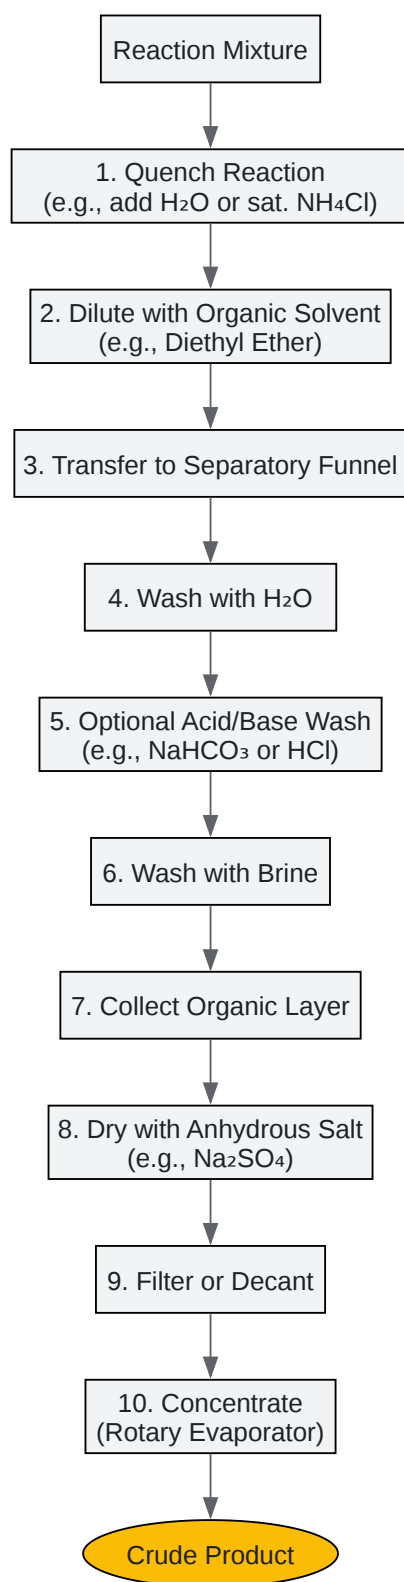 Reaction Mixture
1. Quench Reaction
(e.g., add H₂O or sat. NH₄Cl)
2. Dilute with Organic Solvent
(e.g., Diethyl Ether)
3. Transfer to Separatory Funnel
4. Wash with H₂O
5. Optional Acid/Base Wash
(e.g., NaHCO₃ or HCl)
6. Wash with Brine
7. Collect Organic Layer
8. Dry with Anhydrous Salt
(e.g., Na₂SO₄)
9. Filter or Decant
10. Concentrate
(Rotary Evaporator)
Crude Product